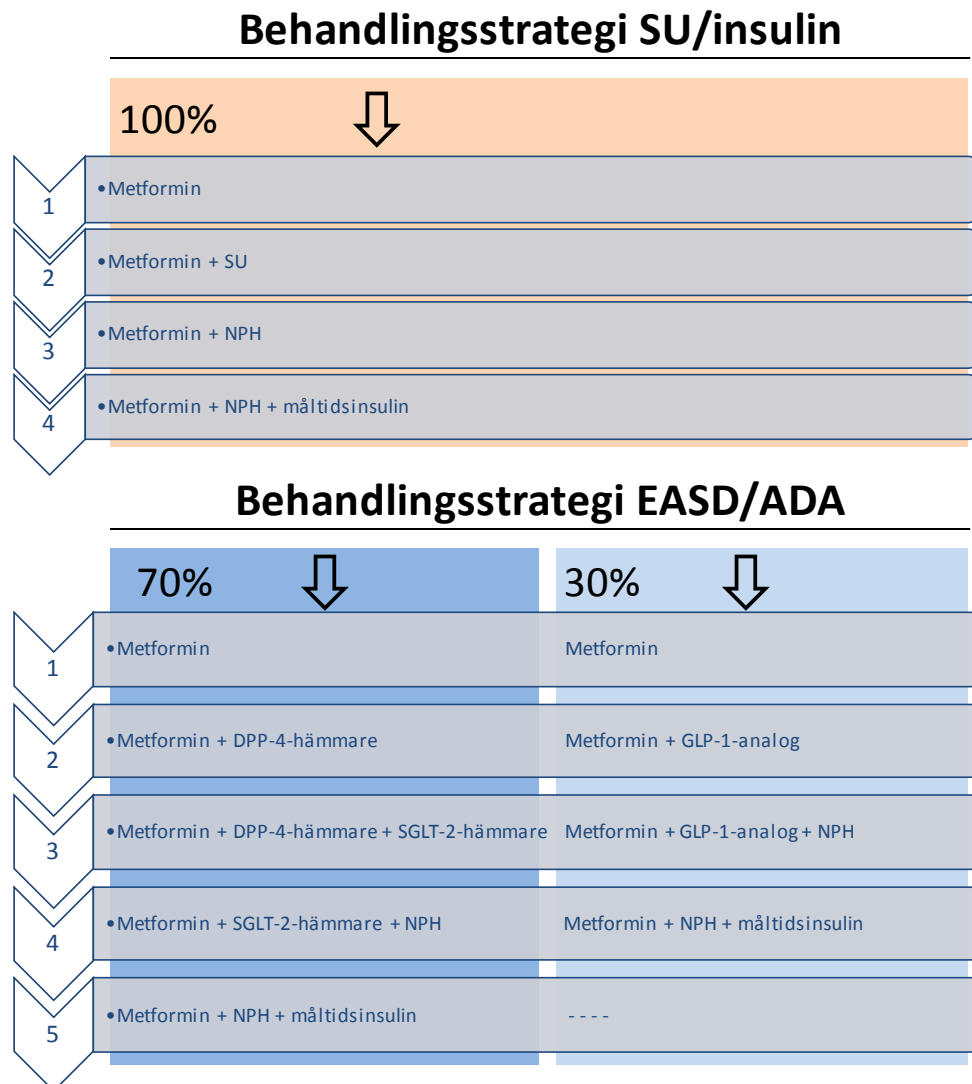 Behandlingsstrategi SU/insulin
100%
1 •Metformin
2 •Metformin + SU
3 •Metformin + NPH
4 •Metformin + NPH + måltidsinsulin
Behandlingsstrategi EASD/ADA
70% 30%
1 •Metformin Metformin
2 •Metformin + DPP-4-hämmare Metformin + GLP-1-analog
3 •Metformin + DPP-4-hämmare + SGLT-2-hämmare Metformin + GLP-1-analog + NPH
4 •Metformin + SGLT-2-hämmare + NPH Metformin + NPH + måltidsinsulin
5 •Metformin + NPH + måltidsinsulin - - - -